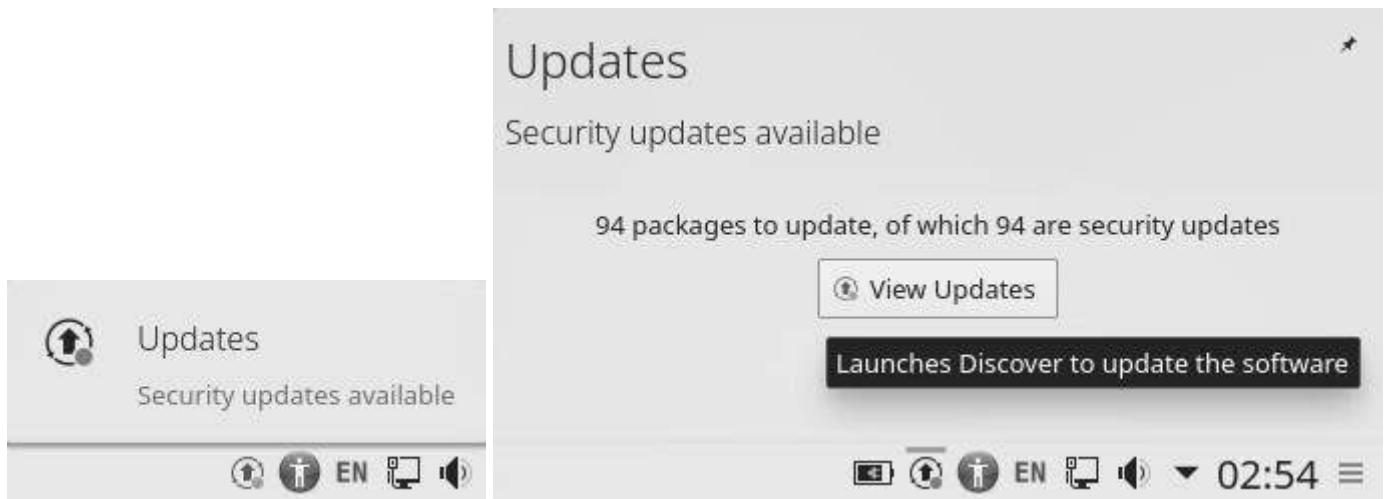 Updates
Security updates available
EN
Updates
Security updates available
94 packages to update, of which 94 are security updates
View Updates
Launches Discover to update the software
EN 02:54